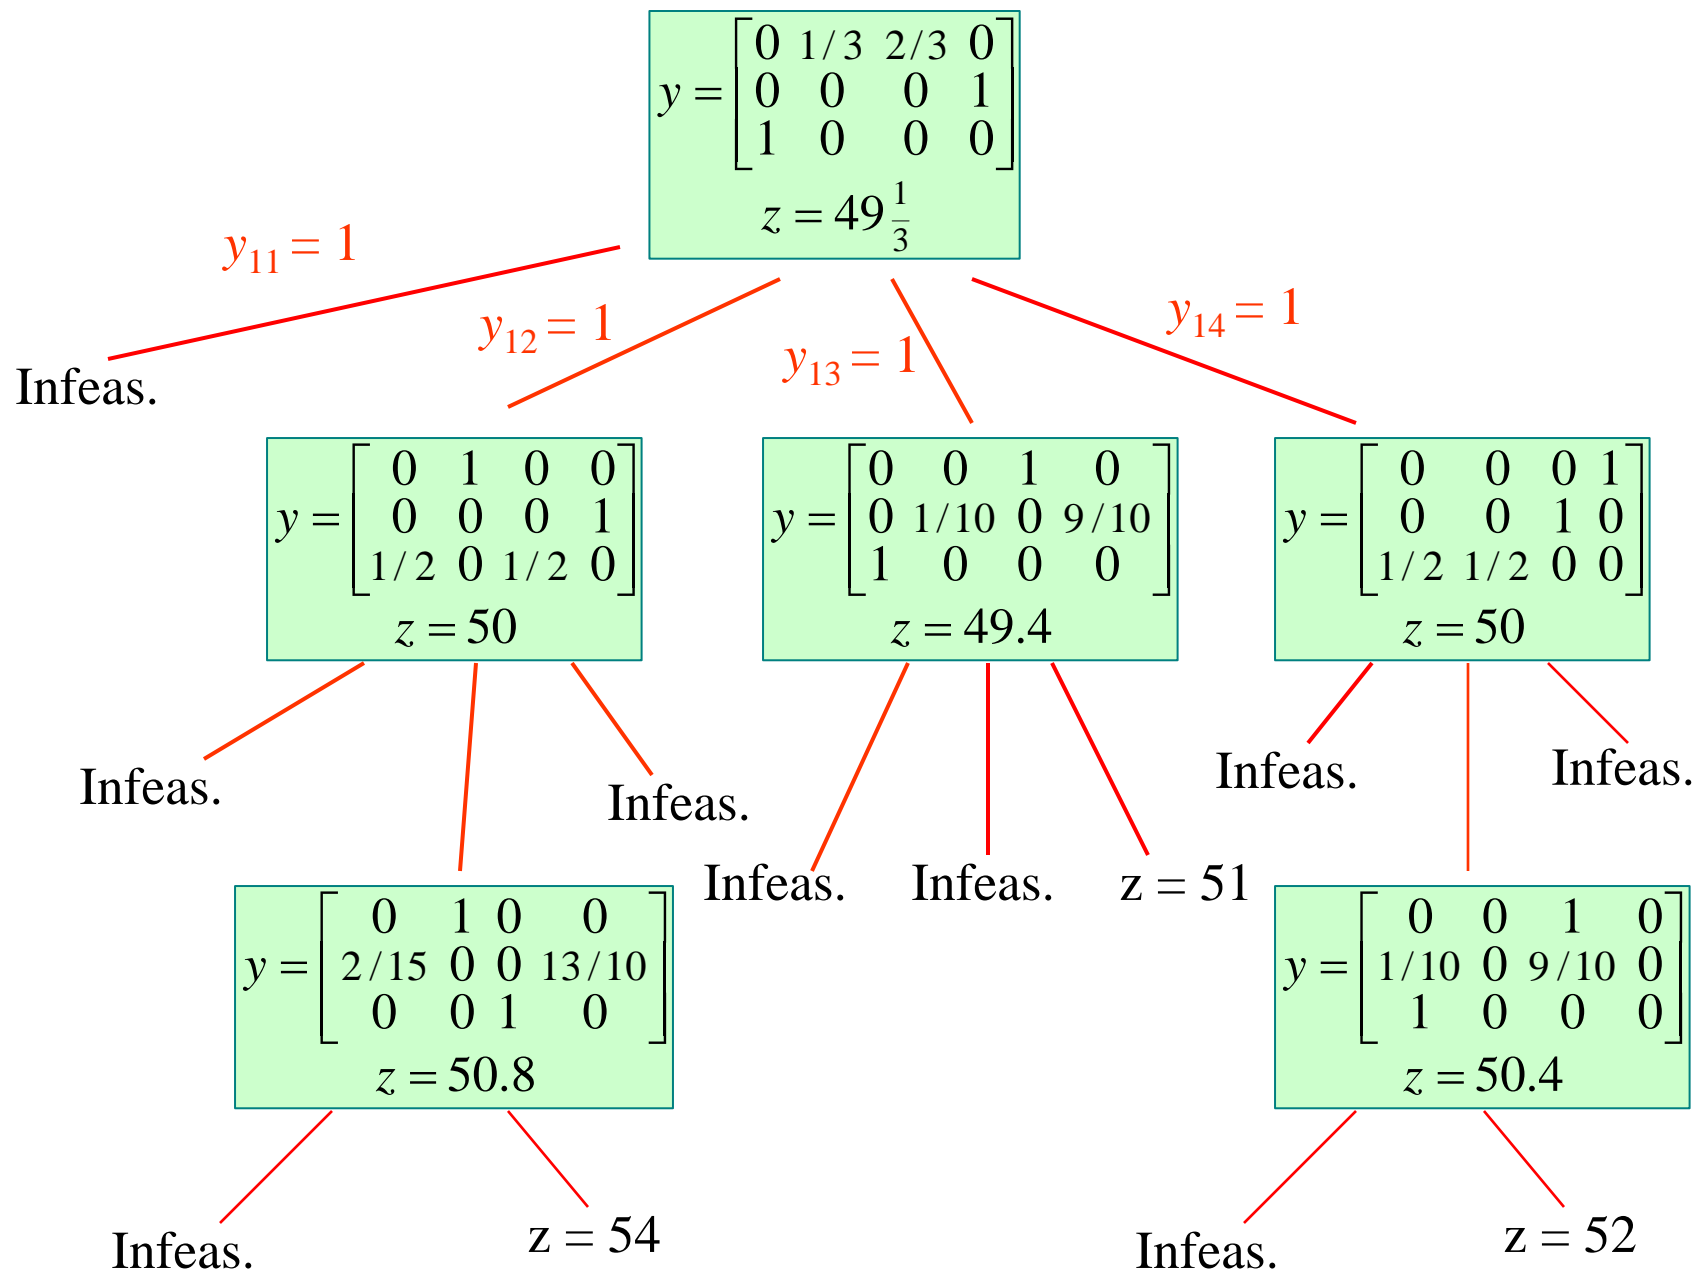 0 1/3 2/3 0
y = 0 0 0 1
1 0 0 0
z = 49 1/3
y11 = 1
y12 = 1
y13 = 1
y14 = 1
Infeas.
0 1 0 0
y = 0 0 0 1
1/2 0 1/2 0
z = 50
0 0 1 0
y = 0 1/10 0 9/10
1 0 0 0
z = 49.4
0 0 0 1
y = 0 0 1 0
1/2 1/2 0 0
z = 50
Infeas.
Infeas.
Infeas.
Infeas.
z = 51
Infeas.
Infeas.
0 1 0 0
y = 2/15 0 0 13/10
0 0 1 0
z = 50.8
0 0 1 0
y = 1/10 0 9/10 0
1 0 0 0
z = 50.4
Infeas.
z = 54
Infeas.
z = 52